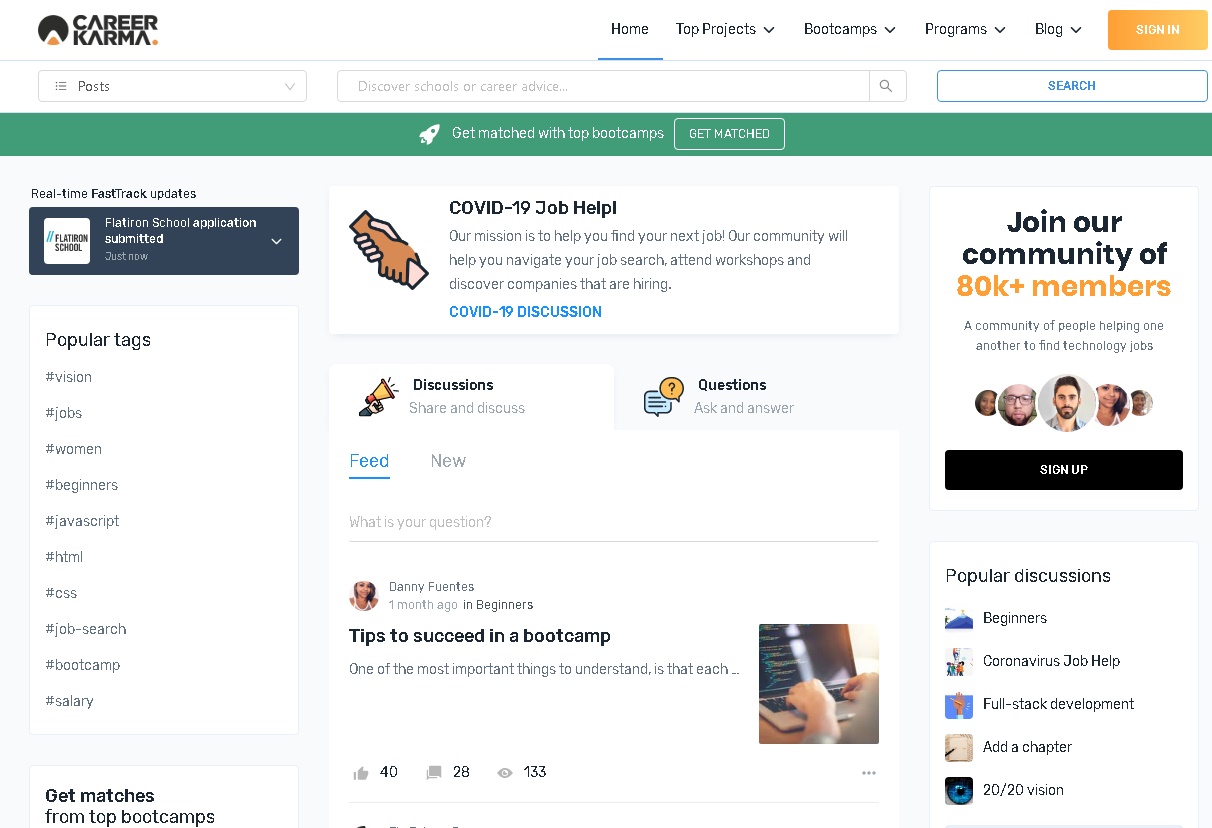 CAREER
KARMA.
Home
Top Projects
Bootcamps
Programs
Blog
SIGN IN
Posts
Discover schools or career advice...
SEARCH
Get matched with top bootcamps
GET MATCHED
Real-time FastTrack updates
// FLATIRON
SCHOOL
Flatiron School application
submitted
Just now
Popular tags
#vision
#jobs
#women
#beginners
#javascript
#html
#css
#job-search
#bootcamp
#salary
Get matches
from top bootcamps
COVID-19 Job Help!
Our mission is to help you find your next job! Our community will
help you navigate your job search, attend workshops and
discover companies that are hiring.
COVID-19 DISCUSSION
Discussions
Share and discuss
Questions
Ask and answer
Feed
New
What is your question?
Danny Fuentes
1 month ago in Beginners
Tips to succeed in a bootcamp
One of the most important things to understand, is that each ...
40
28
133
Join our
community of
80k+ members
A community of people helping one
another to find technology jobs
SIGN UP
Popular discussions
Beginners
Coronavirus Job Help
Full-stack development
Add a chapter
20/20 vision